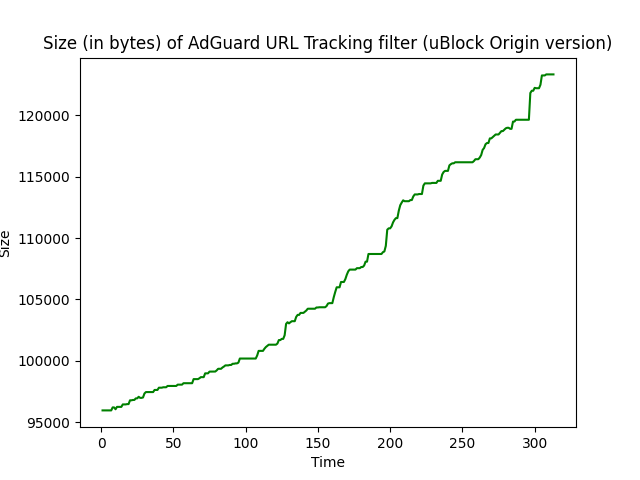 Size (in bytes) of AdGuard URL Tracking filter (uBlock Origin version)
120000
115000
110000
105000
100000
95000
Size
0 50 100 150 200 250 300
Time